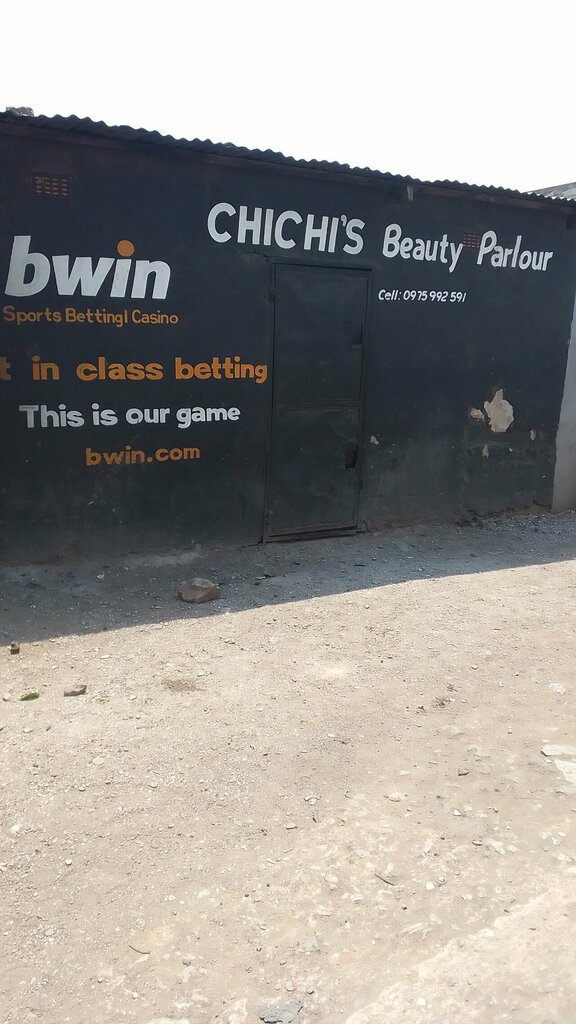 CHICHI'S Beauty Parlour
Cell: 0975 992 591
bwin
Sports Betting| Casino
in class betting
This is our game
bwin.com